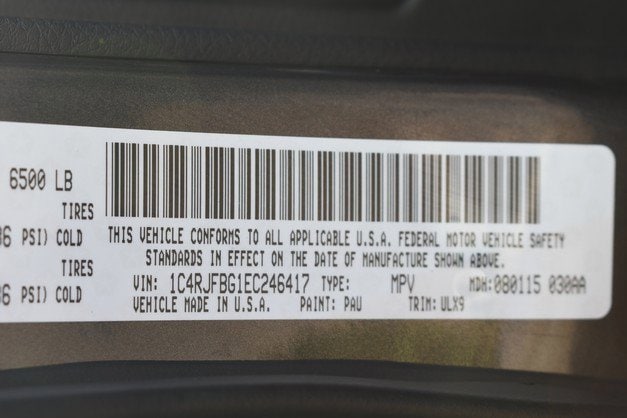 6500 LB
TIRES
PSI) COLD
THIS VEHICLE CONFORMS TO ALL APPLICABLE U.S.A. FEDERAL MOTOR VEHICLE SAFETY
STANDARDS IN EFFECT ON THE DATE OF MANUFACTURE SHOWN ABOVE.
TIRES
VIN: 1C4RJFBG1EC246417 TYPE: MPV MDH: 080115 030AA
PSI) COLD
VEHICLE MADE IN U.S.A. PAINT: PAU TRIM: ULX9